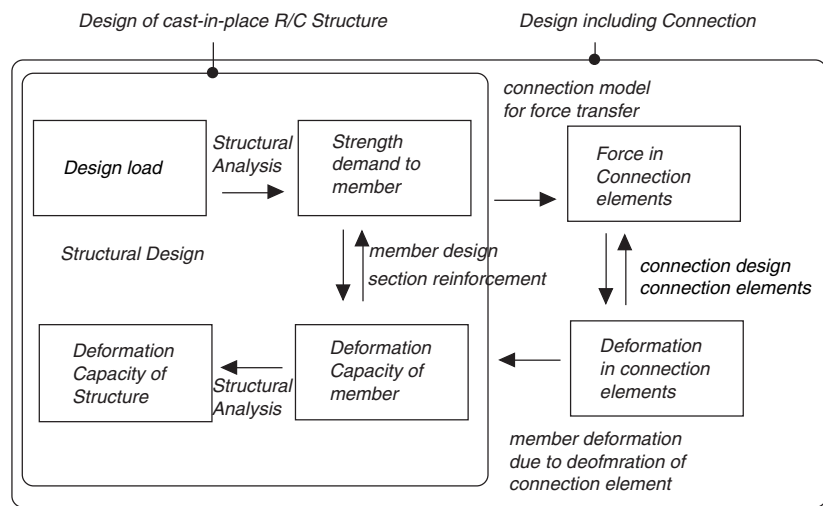 Design of cast-in-place R/C Structure
Design including Connection
connection model
for force transfer
Design load
Structural
Analysis
Strength
demand to
member
Force in
Connection
elements
Structural Design
member design
section reinforcement
connection design
connection elements
Deformation
Capacity of
Structure
Structural
Analysis
Deformation
Capacity of
member
Deformation
in connection
elements
member deformation
due to deofmration of
connection element